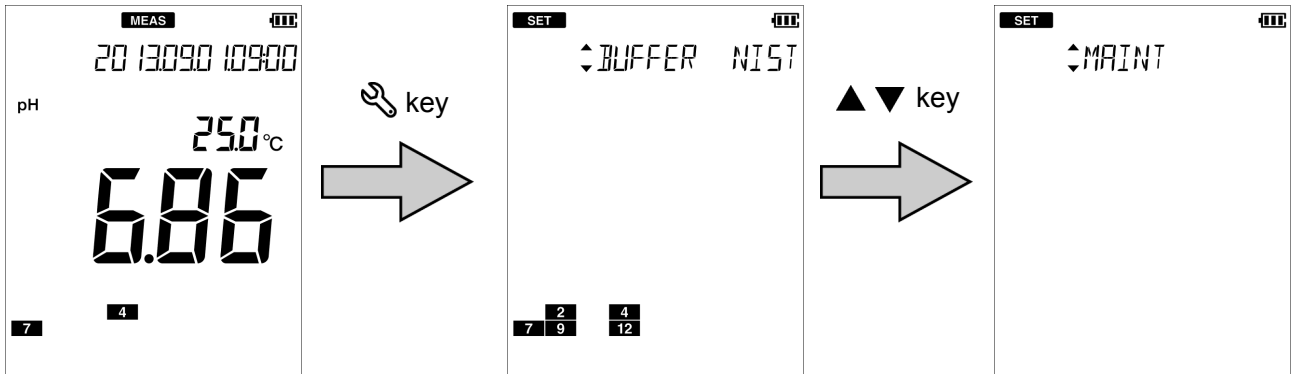 MEAS
2013.09.01.09:00
pH
25.0 °C
6.86
4
7
key
SET
BUFFER NIST
2 4
7 9 12
▲ ▼ key
SET
MAINT